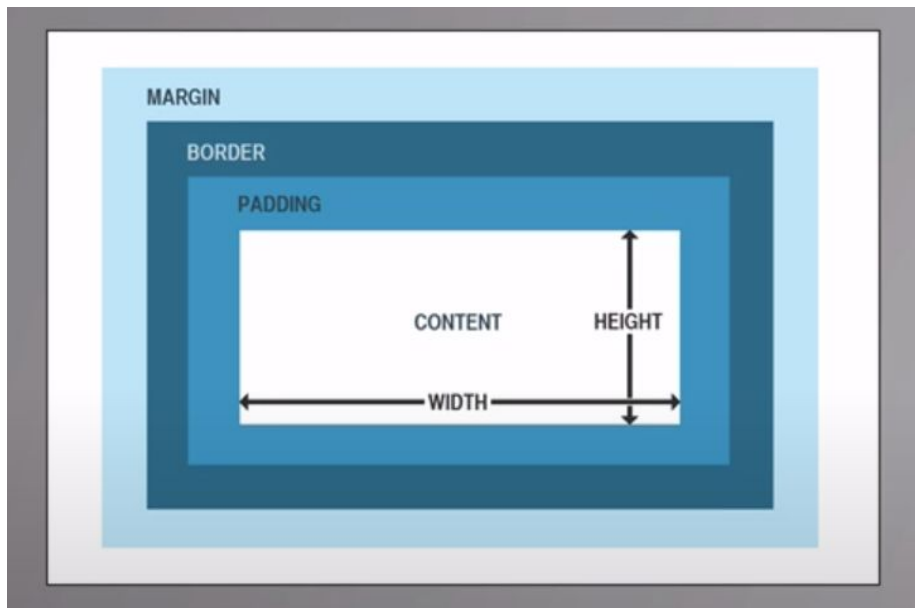 MARGIN
BORDER
PADDING
CONTENT
HEIGHT
WIDTH